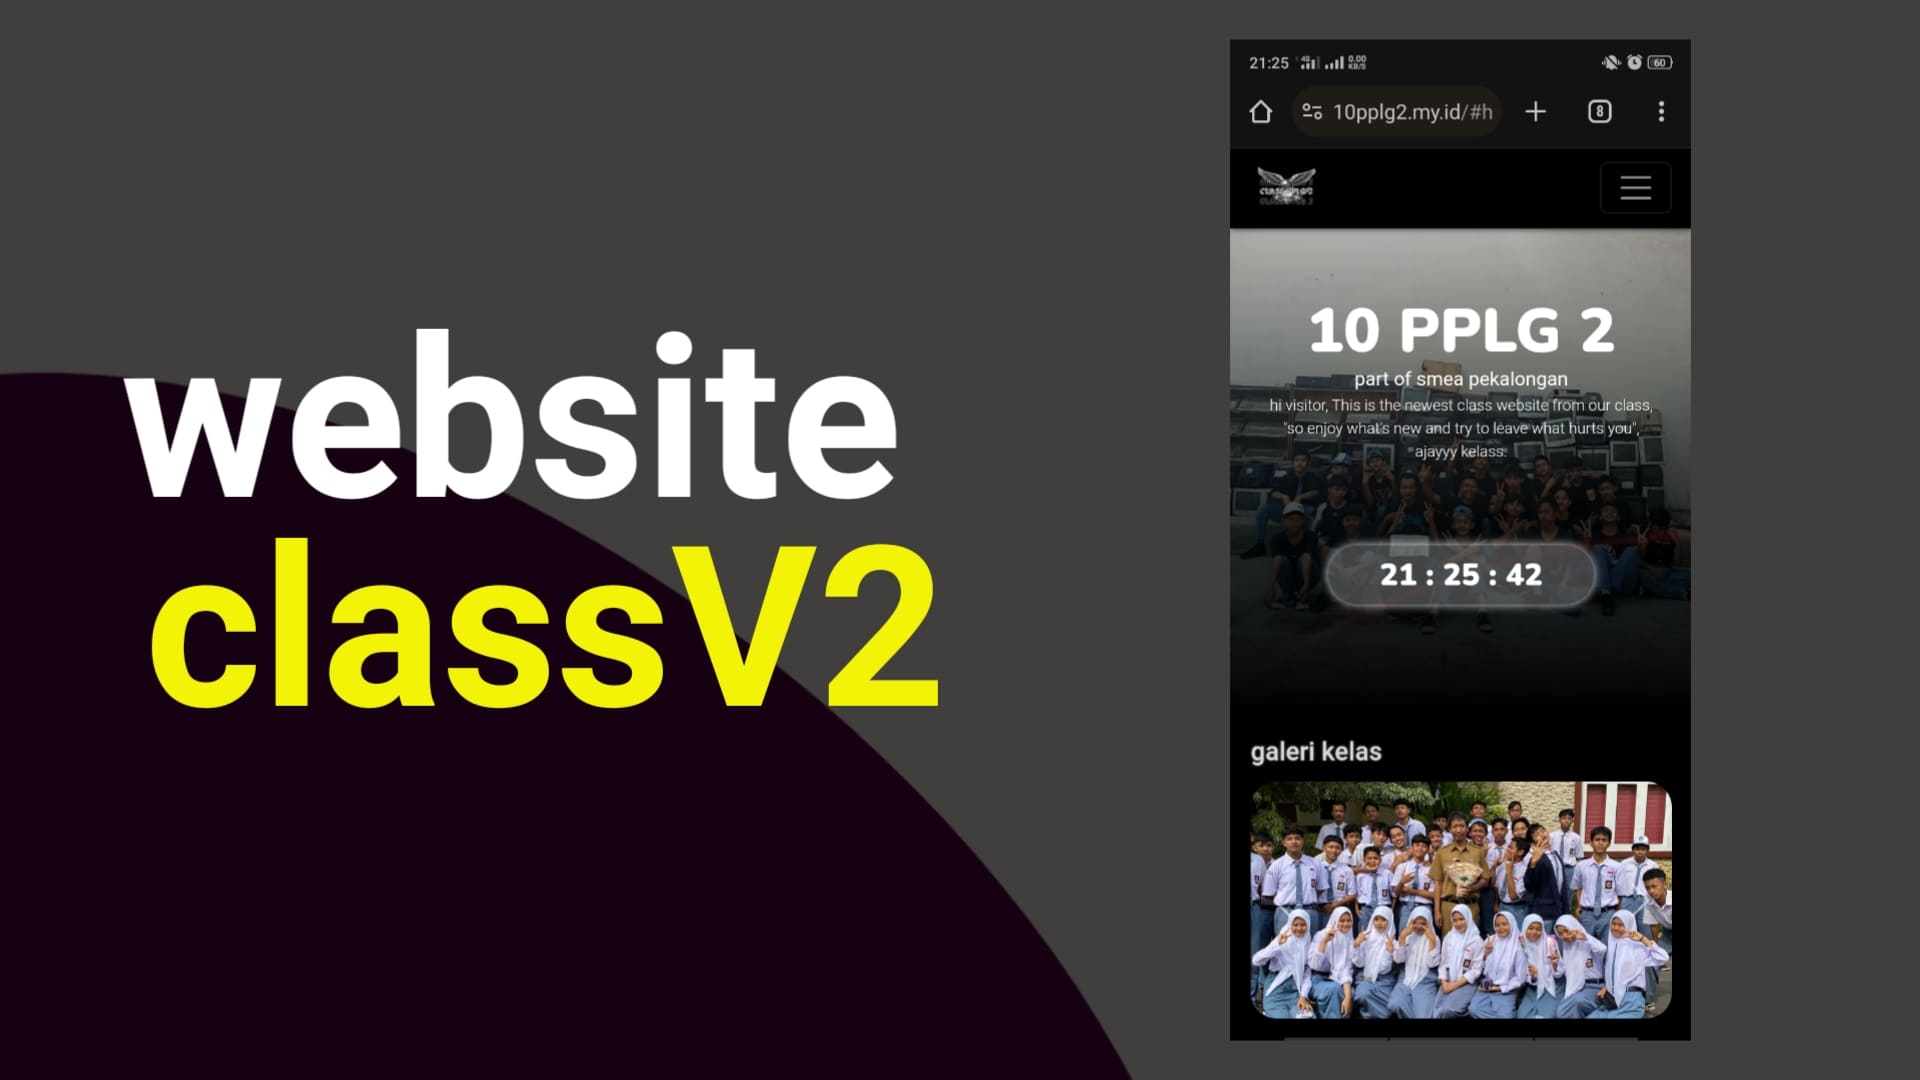 website
classV2
21:25
4G
0.00
KB/S
60
10pplg2.my.id/#h
8
10 PPLG 2
part of smea pekalongan
hi visitor, This is the newest class website from our class,
"so enjoy what's new and try to leave what hurts you",
ajayyy kelass.
21 : 25 : 42
galeri kelas